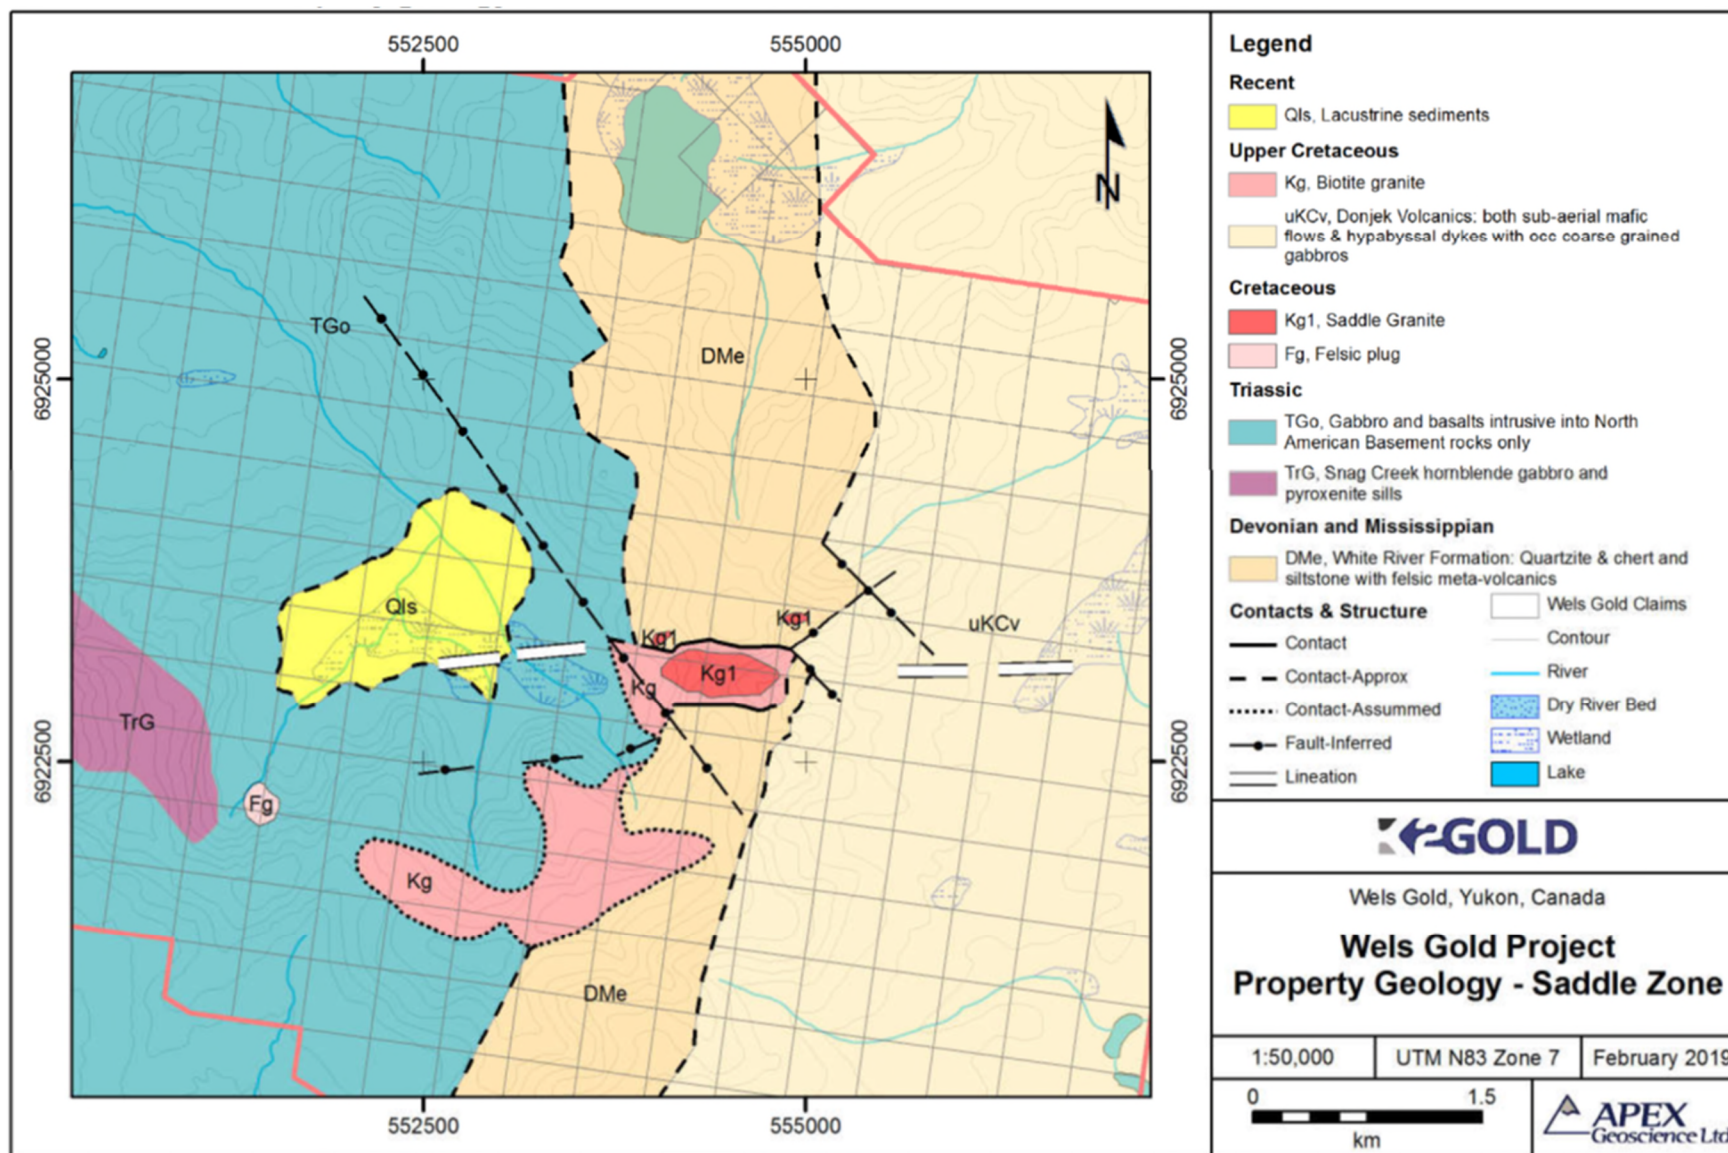 552500
555000
6925000
6922500
TGo
DMe
Qls
uKCv
Kg1
Kg1
Kg1
Kg
TrG
Fg
Kg
DMe
6925000
6922500
552500
555000
N
Legend
Recent
Qls, Lacustrine sediments
Upper Cretaceous
Kg, Biotite granite
uKCv, Donjek Volcanics: both sub-aerial mafic
flows & hypabyssal dykes with occ coarse grained
gabbros
Cretaceous
Kg1, Saddle Granite
Fg, Felsic plug
Triassic
TGo, Gabbro and basalts intrusive into North
American Basement rocks only
TrG, Snag Creek hornblende gabbro and
pyroxenite sills
Devonian and Mississippian
DMe, White River Formation: Quartzite & chert and
siltstone with felsic meta-volcanics
Contacts & Structure
Contact
Contact-Approx
Contact-Assummed
Fault-Inferred
Lineation
Wels Gold Claims
Contour
River
Dry River Bed
Wetland
Lake
K2 GOLD
Wels Gold, Yukon, Canada
Wels Gold Project
Property Geology - Saddle Zone
1:50,000
UTM N83 Zone 7
February 2019
0 1.5
km
APEX
Geoscience Ltd